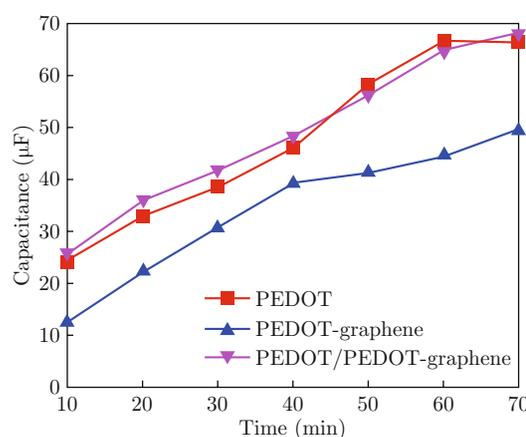 70
60
50
40
30
20
10
0
Capacitance (µF)
PEDOT
PEDOT-graphene
PEDOT/PEDOT-graphene
10 20 30 40 50 60 70
Time (min)